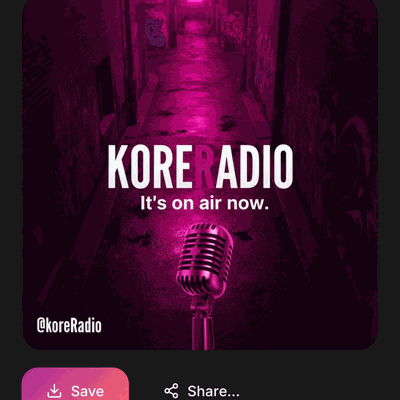 KORERADIO
It's on air now.
@koreRadio
Save
Share...